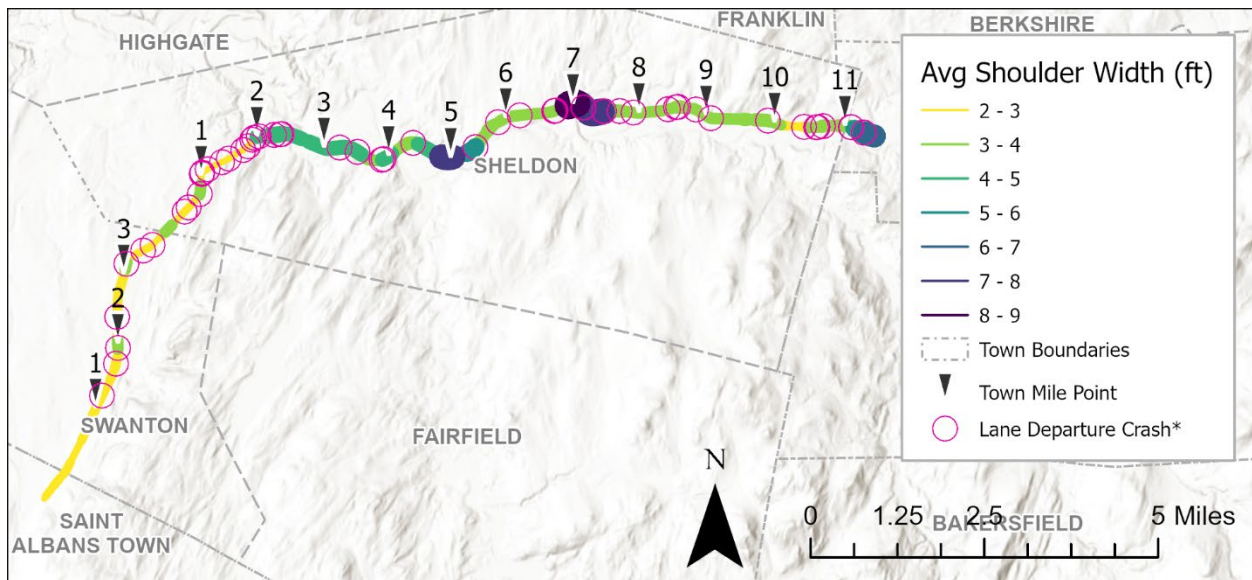 FRANKLIN
BERKSHIRE
HIGHGATE
7
6
8
9
10
11
2
3
4
5
1
SHELDON
3
2
1
SWANTON
FAIRFIELD
SAINT
ALBANS TOWN
Avg Shoulder Width (ft)
2 - 3
3 - 4
4 - 5
5 - 6
6 - 7
7 - 8
8 - 9
Town Boundaries
Town Mile Point
Lane Departure Crash*
N
0 1.25 2.5 5 Miles
BAKERSFIELD